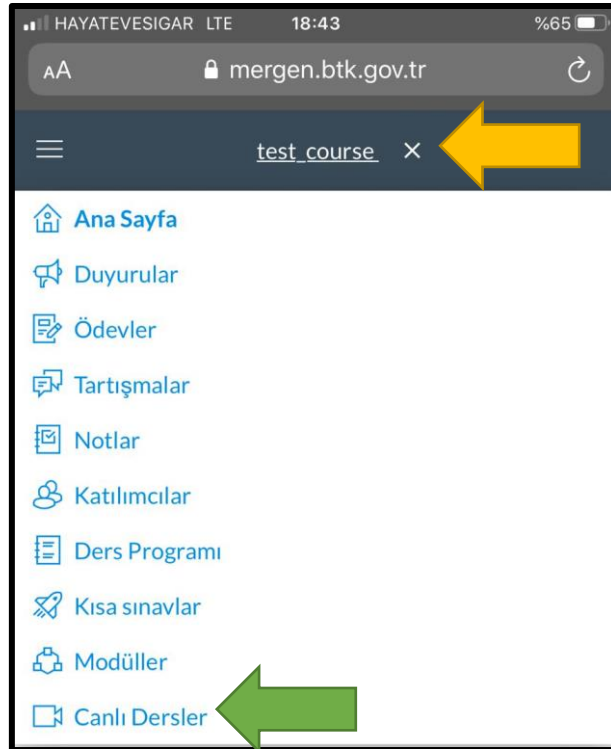 HAYATEVESIGAR LTE 18:43 %65
AA mergen.btk.gov.tr
test_course
Ana Sayfa
Duyurular
Ödevler
Tartışmalar
Notlar
Katılımcılar
Ders Programı
Kısa sınavlar
Modüller
Canlı Dersler